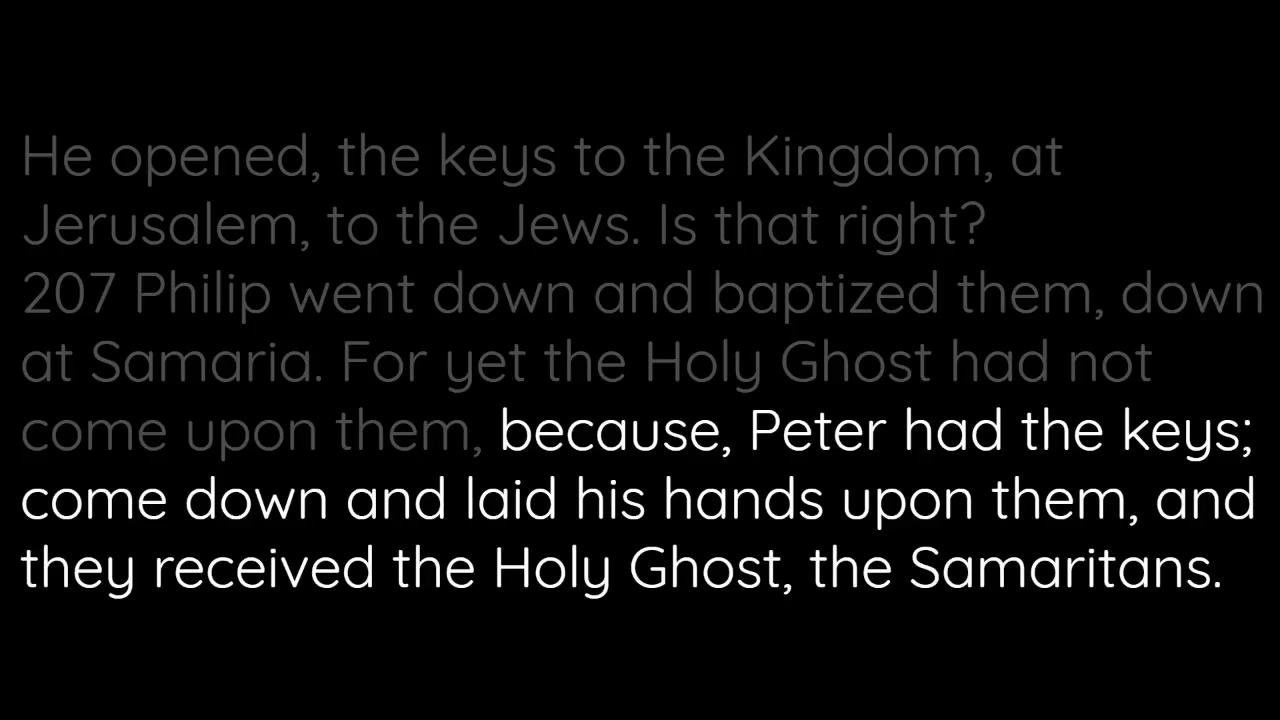 He opened, the keys to the Kingdom, at
Jerusalem, to the Jews. Is that right?
207 Philip went down and baptized them, down
at Samaria. For yet the Holy Ghost had not
come upon them, because, Peter had the keys;
come down and laid his hands upon them, and
they received the Holy Ghost, the Samaritans.